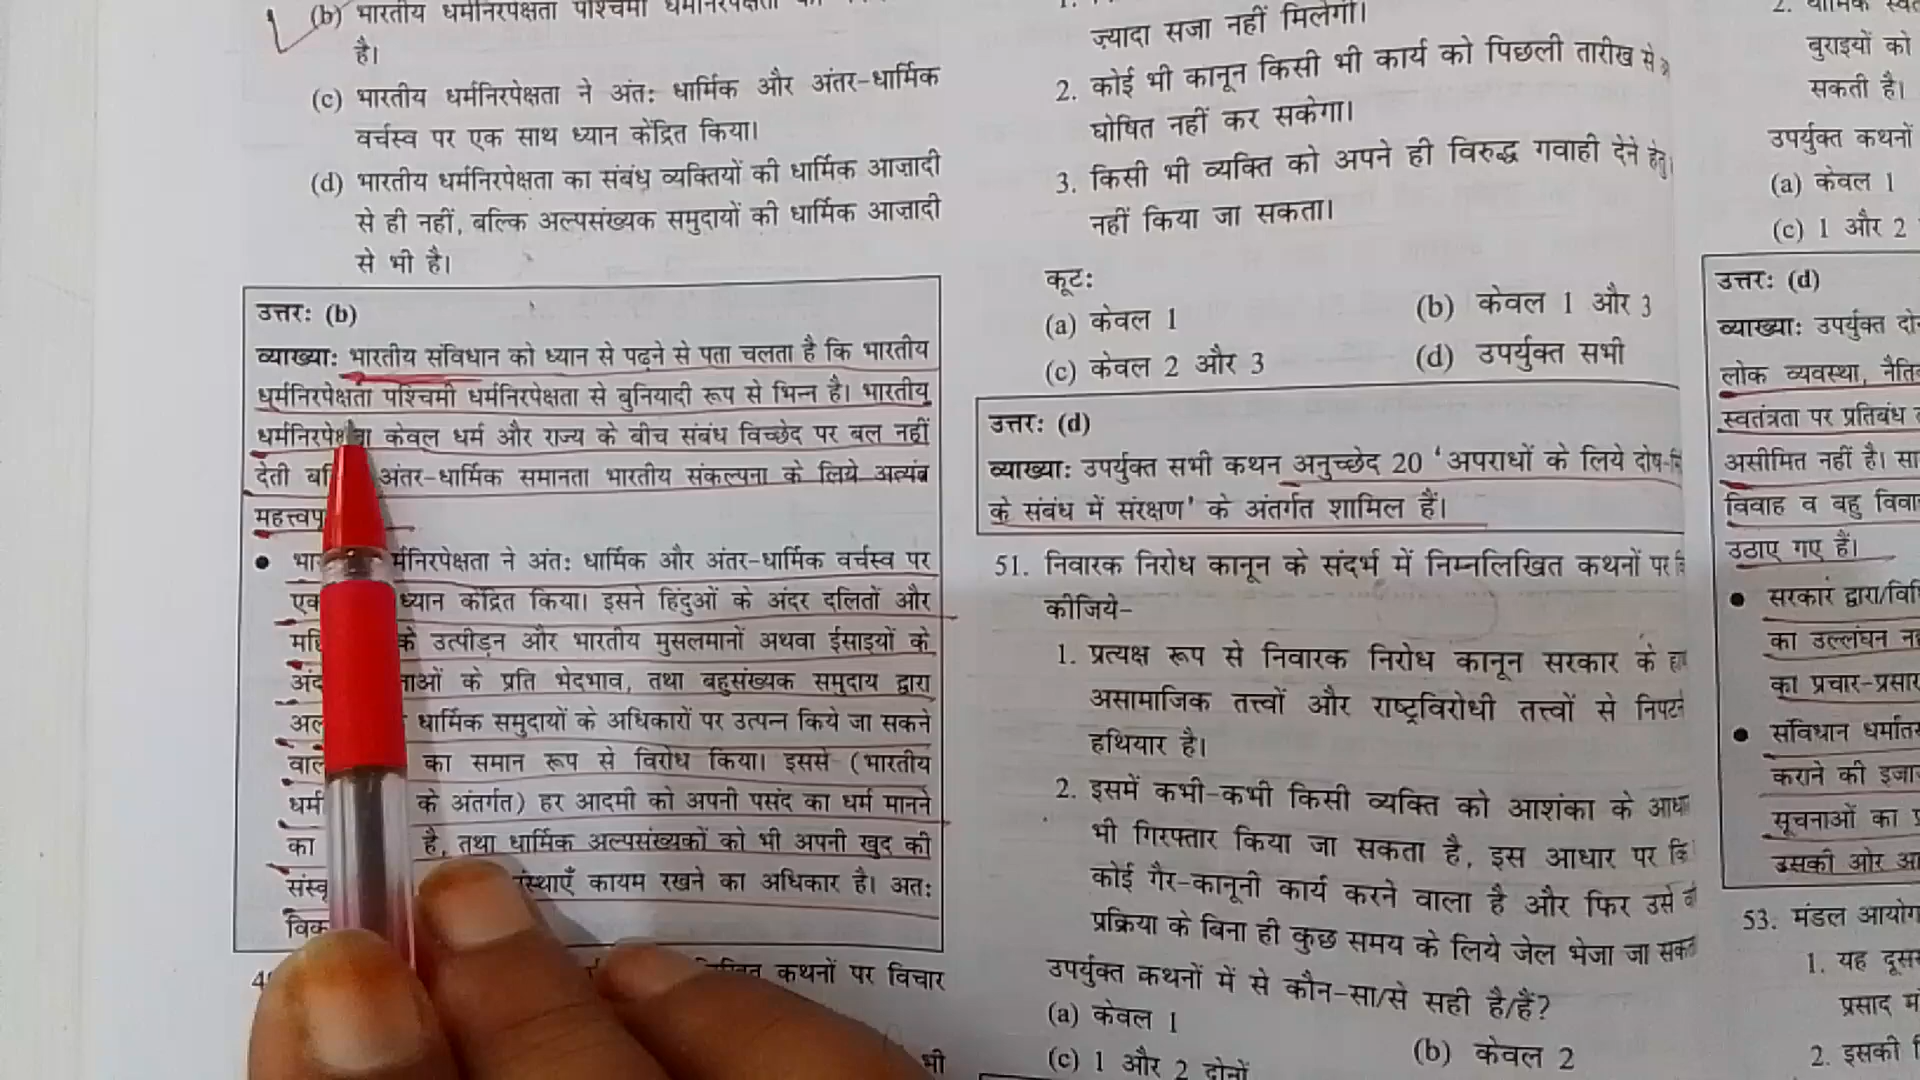 (b) भारतीय धर्मनिरपेक्षता पश्चिमी धर्मनिरपेक्षता
है।
(c) भारतीय धर्मनिरपेक्षता ने अंतः धार्मिक और अंतर-धार्मिक
वर्चस्व पर एक साथ ध्यान केंद्रित किया।
(d) भारतीय धर्मनिरपेक्षता का संबंध व्यक्तियों की धार्मिक आज़ादी
से ही नहीं, बल्कि अल्पसंख्यक समुदायों की धार्मिक आज़ादी
से भी है।
उत्तरः (b)
व्याख्याः भारतीय संविधान को ध्यान से पढ़ने से पता चलता है कि भारतीय
धर्मनिरपेक्षता पश्चिमी धर्मनिरपेक्षता से बुनियादी रूप से भिन्न है। भारतीय
धर्मनिरपेक्षता केवल धर्म और राज्य के बीच संबंध विच्छेद पर बल नहीं
देती अंतर-धार्मिक समानता भारतीय संकल्पना के लिये अत्यंत
● ने अंतः धार्मिक और अंतर-धार्मिक वर्चस्व पर
ध्यान केंद्रित किया। इसने हिंदुओं के अंदर दलितों और
के उत्पीड़न और भारतीय मुसलमानों अथवा ईसाइयों के
के प्रति भेदभाव, तथा बहुसंख्यक समुदाय द्वारा
धार्मिक समुदायों के अधिकारों पर उत्पन्न किये जा सकने
का समान रूप से विरोध किया। इससे (भारतीय
के अंतर्गत) हर आदमी को अपनी पसंद का धर्म मानने
का है, तथा धार्मिक अल्पसंख्यकों को भी अपनी खुद की
कायम रखने का अधिकार है। अतः
कथनों पर विचार
भी
ज़्यादा सजा नहीं मिलेगी।
2. कोई भी कानून किसी भी कार्य को पिछली तारीख से
घोषित नहीं कर सकेगा।
3. किसी भी व्यक्ति को अपने ही विरुद्ध गवाही देने हेतु
नहीं किया जा सकता।
कूटः
(a) केवल 1
(b) केवल 1 और 3
(c) केवल 2 और 3
(d) उपर्युक्त सभी
उत्तरः (d)
व्याख्याः उपर्युक्त सभी कथन अनुच्छेद 20 'अपराधों के लिये
के संबंध में संरक्षण' के अंतर्गत शामिल हैं।
51. निवारक निरोध कानून के संदर्भ में निम्नलिखित कथनों पर
कीजिये–
1. प्रत्यक्ष रूप से निवारक निरोध कानून सरकार के
असामाजिक तत्त्वों और राष्ट्रविरोधी तत्त्वों से
हथियार है।
2. इसमें कभी-कभी किसी व्यक्ति को आशंका के
भी गिरफ्तार किया जा सकता है, इस आधार पर
कोई गैर-कानूनी कार्य करने वाला है और फिर उसे
प्रक्रिया के बिना ही कुछ समय के लिये जेल भेजा जा
उपर्युक्त कथनों में से कौन-सा/से सही है/हैं?
(a) केवल 1
(b) केवल 2
(c) 1 और 2 दोनों
2. धार्मिक
बुराइयों को
सकती है।
उपर्युक्त कथनों
(a) केवल 1
(c) 1 और 2
उत्तरः (d)
व्याख्याः उपर्युक्त
लोक व्यवस्था,
स्वतंत्रता पर प्रतिबंध
असीमित नहीं है।
विवाह व बहु
उठाए गए हैं।
● सरकार
का उल्लंघन
का प्रचार-प्रसार
● संविधान
कराने की
सूचनाओं का
उसकी ओर
53. मंडल आयोग
1. यह
प्रसाद
2. इसकी